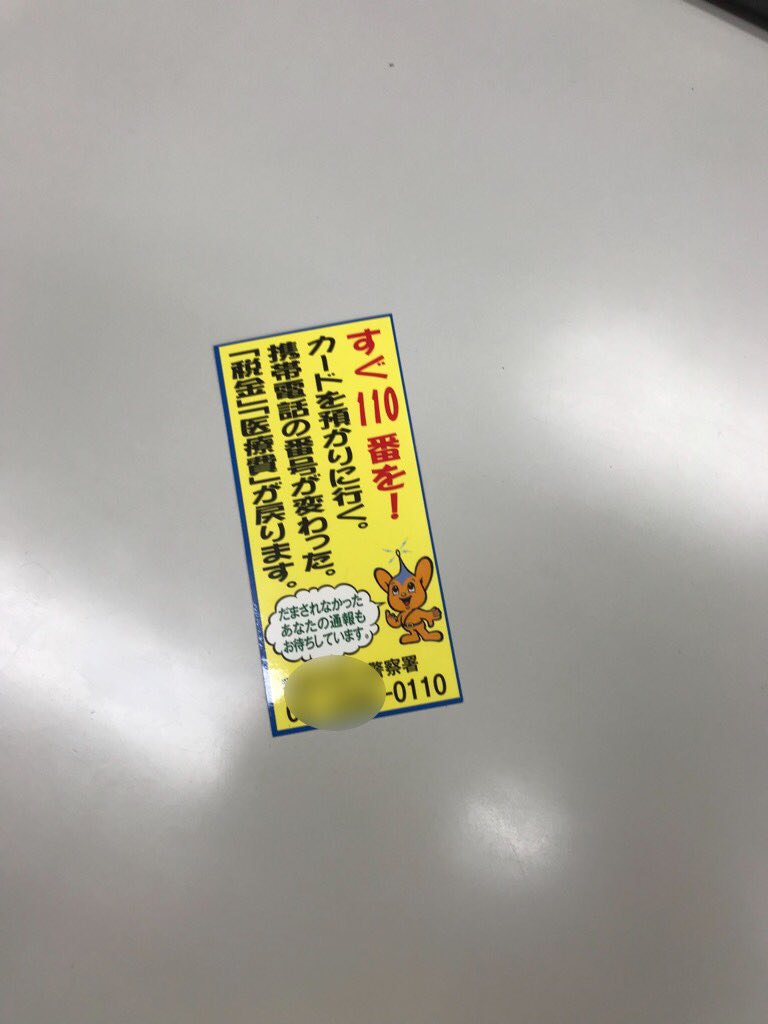 すぐ110番を!
カードを預かりに行く。
携帯電話の番号が変わった。
「税金」「医療費」が戻ります。
だまされなかった
あなたの通報も
お待ちしています。
警察署
-0110